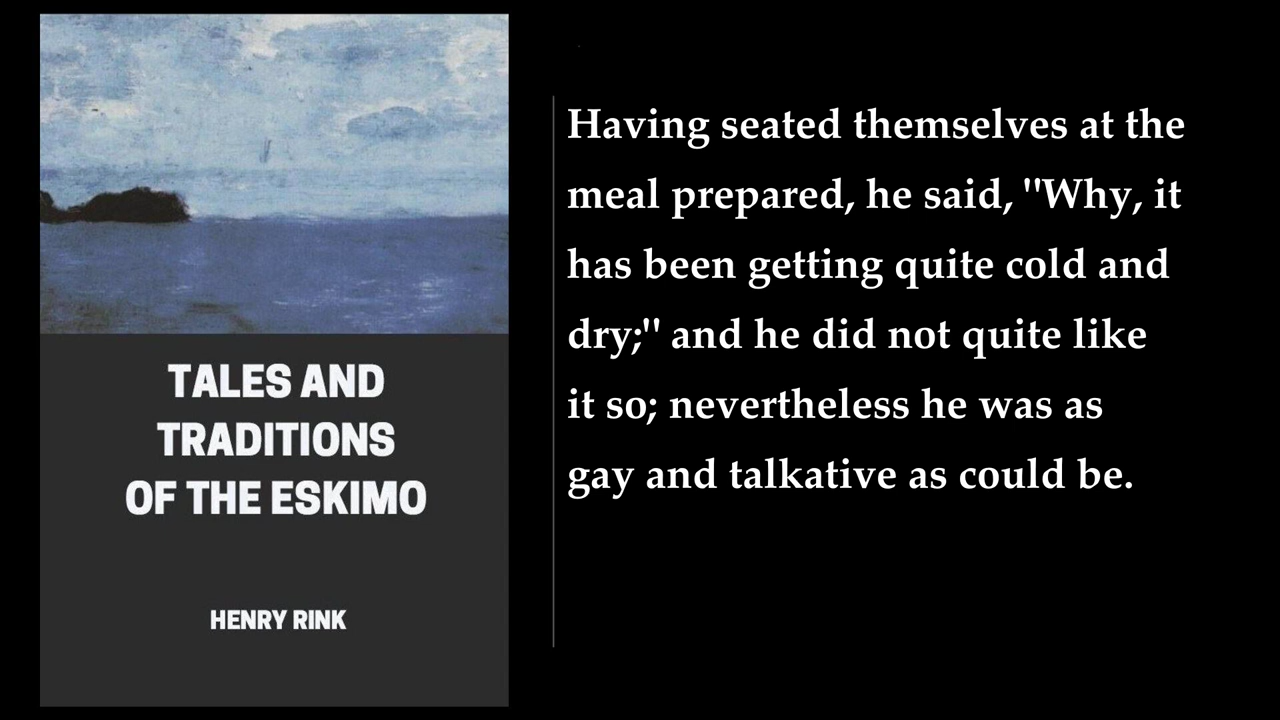 TALES AND
TRADITIONS
OF THE ESKIMO
HENRY RINK
Having seated themselves at the
meal prepared, he said, "Why, it
has been getting quite cold and
dry;" and he did not quite like
it so; nevertheless he was as
gay and talkative as could be.